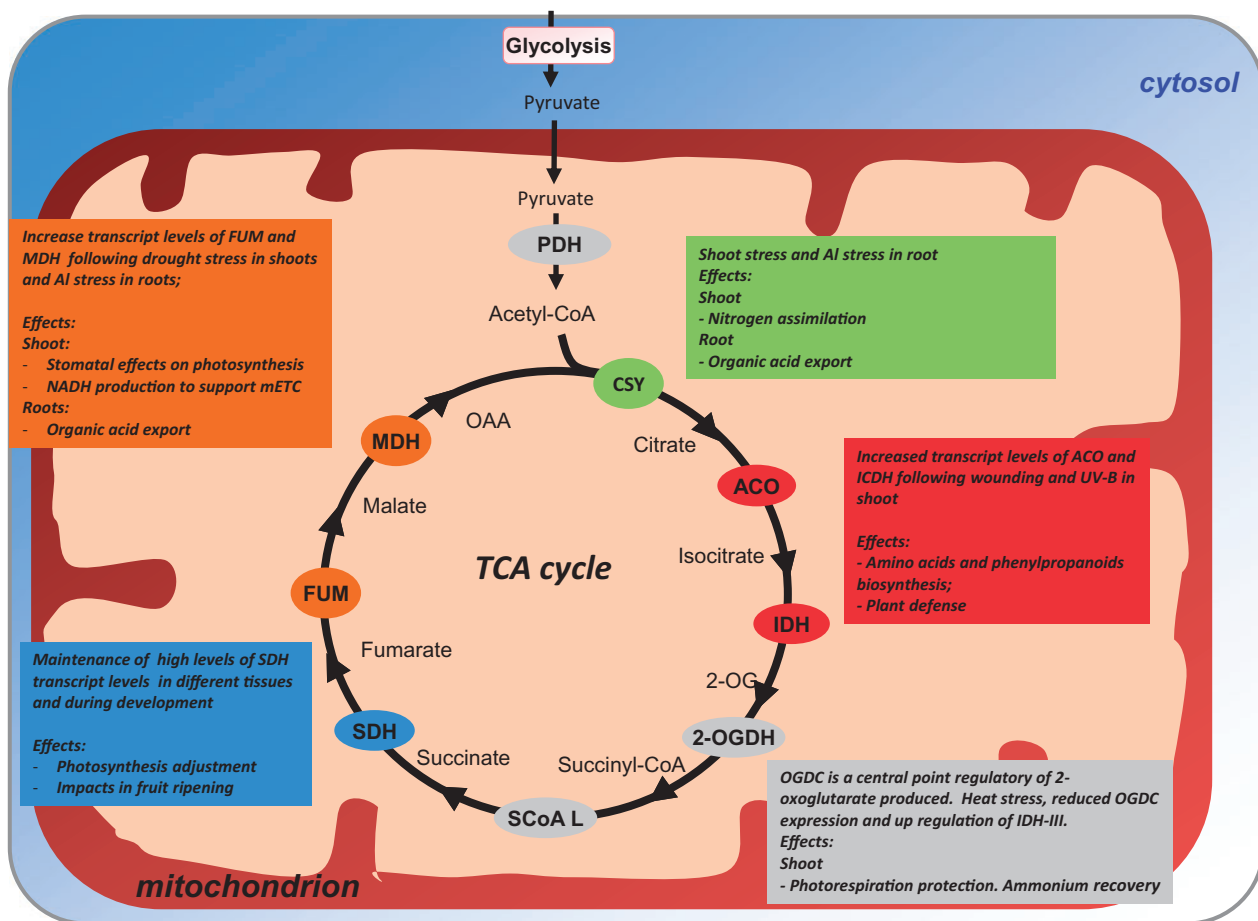 Glycolysis
cytosol
Pyruvate
Pyruvate
PDH
Acetyl-CoA
Increase transcript levels of FUM and
MDH following drought stress in shoots
and Al stress in roots;
Effects:
Shoot:
- Stomatal effects on photosynthesis
- NADH production to support mETC
Roots:
- Organic acid export
Shoot stress and Al stress in root
Effects:
Shoot
- Nitrogen assimilation
Root
- Organic acid export
CSY
OAA
MDH
Citrate
ACO
Malate
Isocitrate
TCA cycle
FUM
IDH
Increased transcript levels of ACO and
ICDH following wounding and UV-B in
shoot
Effects:
- Amino acids and phenylpropanoids
biosynthesis;
- Plant defense
Fumarate
2-OG
SDH
2-OGDH
Succinate
Succinyl-CoA
SCoA L
Maintenance of high levels of SDH
transcript levels in different tissues
and during development
Effects:
- Photosynthesis adjustment
- Impacts in fruit ripening
OGDC is a central point regulatory of 2-
oxoglutarate produced. Heat stress, reduced OGDC
expression and up regulation of IDH-III.
Effects:
Shoot
- Photorespiration protection. Ammonium recovery
mitochondrion